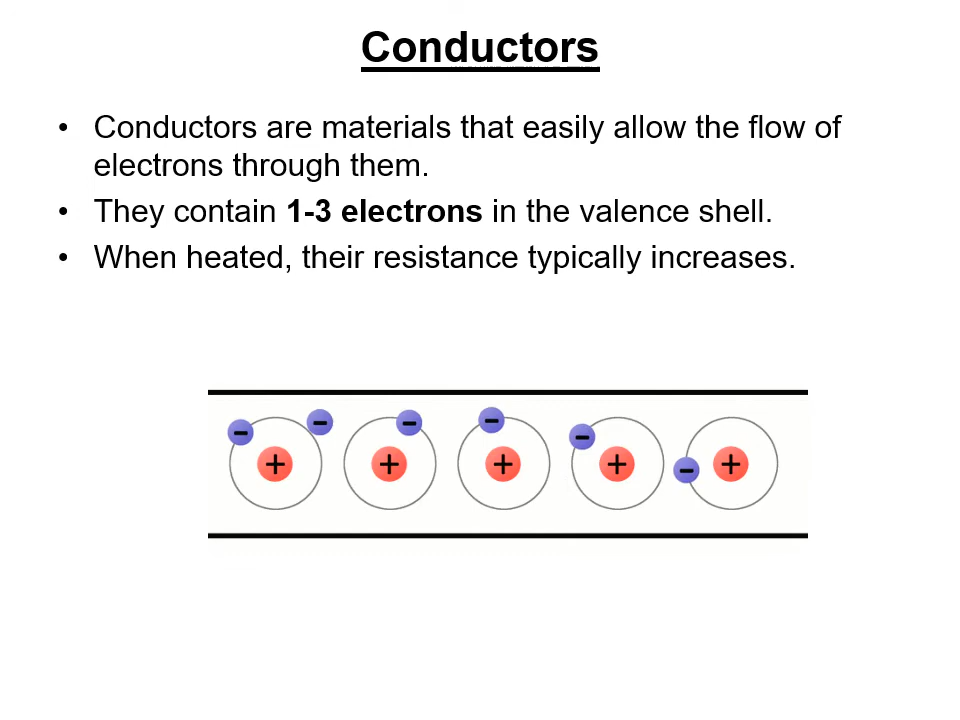 Conductors
• Conductors are materials that easily allow the flow of
electrons through them.
• They contain 1-3 electrons in the valence shell.
• When heated, their resistance typically increases.
- - - - -
+ + + + - +